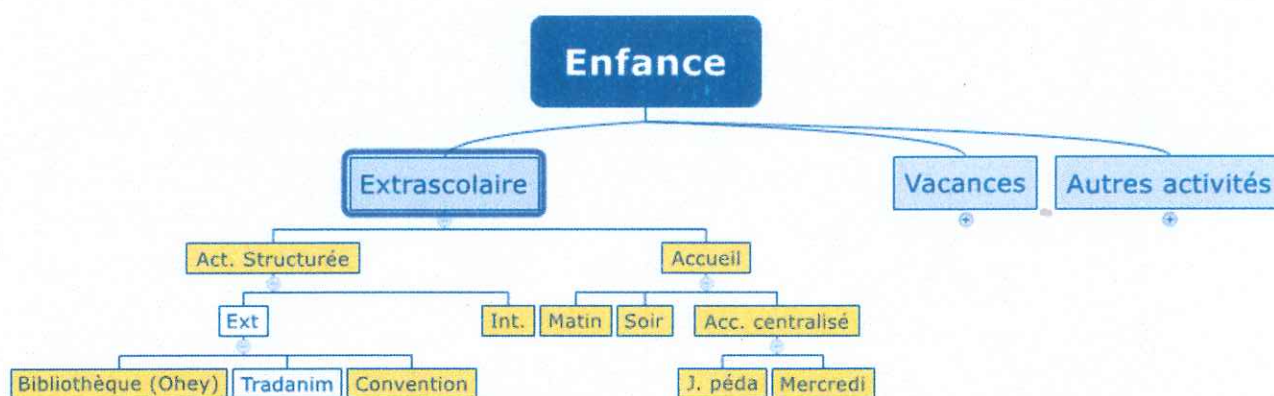 Enfance
Extrascolaire
Vacances
Autres activités
Act. Structurée
Accueil
Ext
Int.
Matin
Soir
Acc. centralisé
Bibliothèque (Ohey)
Tradanim
Convention
J. péda
Mercredi